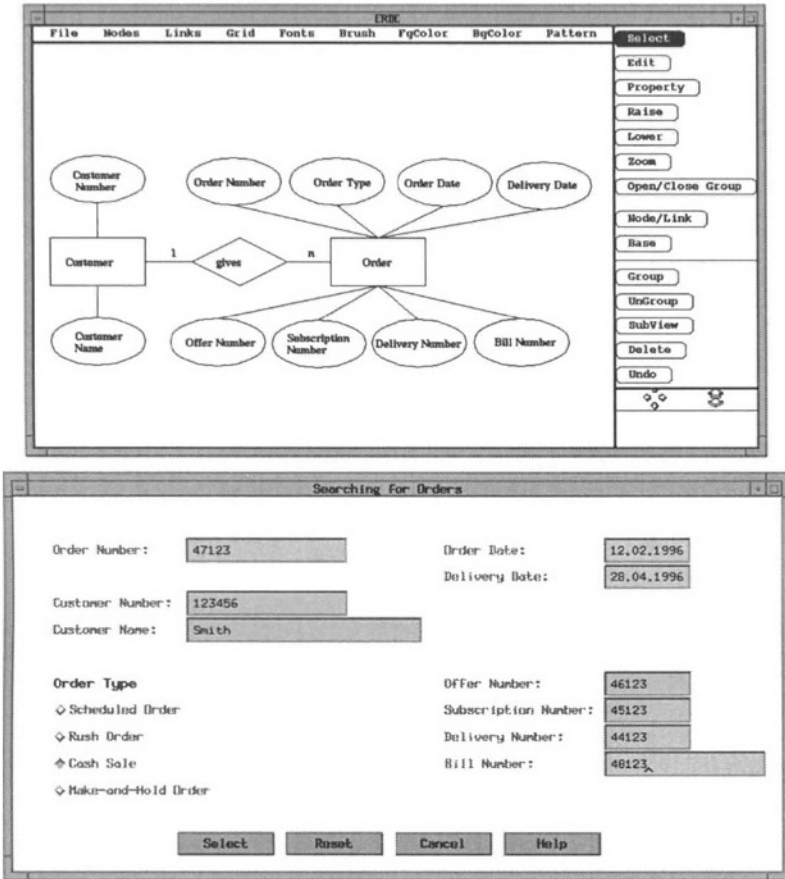 ERDE
File Nodes Links Grid Fonts Brush FgColor BgColor Pattern
Select
Edit
Property
Raise
Lower
Zoom
Open/Close Group
Node/Link
Base
Group
UnGroup
SubView
Delete
Undo
Customer
Number
Order Number
Order Type
Order Date
Delivery Date
Customer
1
gives
n
Order
Customer
Name
Offer Number
Subscription
Number
Delivery Number
Bill Number
Searching for Orders
Order Number: 47123
Order Date: 12.02.1996
Delivery Date: 28.04.1996
Customer Number: 123456
Customer Name: Smith
Order Type
Offer Number: 46123
Scheduled Order
Subscription Number: 45123
Rush Order
Delivery Number: 44123
Cash Sale
Bill Number: 48123
Make-and-Hold Order
Select Reset Cancel Help